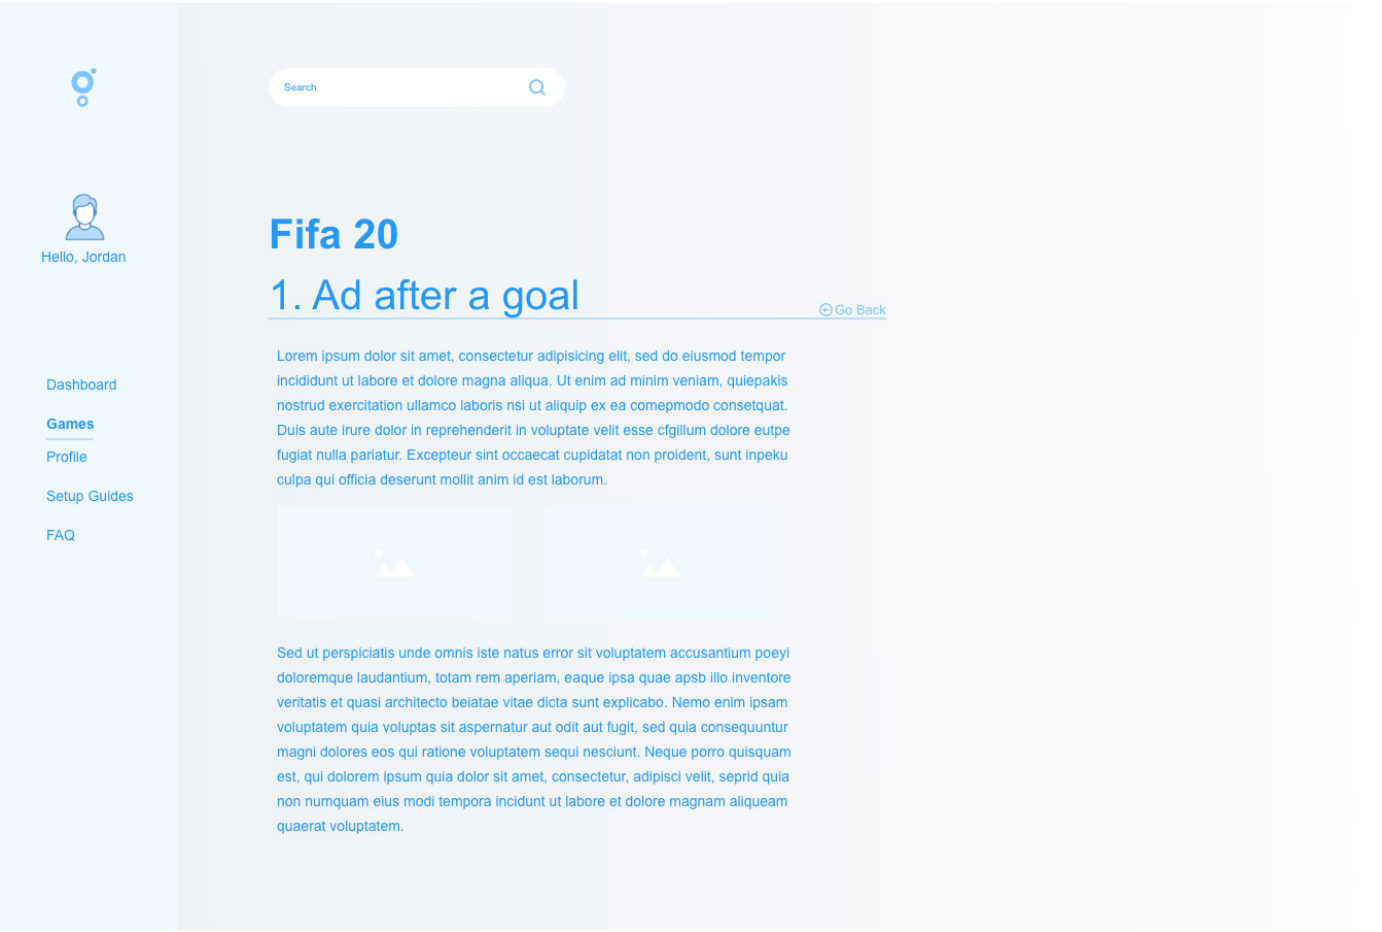 Search
Hello, Jordan
Fifa 20
1. Ad after a goal
Go Back
Dashboard
Games
Profile
Setup Guides
FAQ
Lorem ipsum dolor sit amet, consectetur adipisicing elit, sed do eiusmod tempor
incididunt ut labore et dolore magna aliqua. Ut enim ad minim veniam, quiepakis
nostrud exercitation ullamco laboris nsi ut aliquip ex ea comepmodo consetquat.
Duis aute irure dolor in reprehenderit in voluptate velit esse cfgillum dolore eutpe
fugiat nulla pariatur. Excepteur sint occaecat cupidatat non proident, sunt inpeku
culpa qui officia deserunt mollit anim id est laborum.
Sed ut perspiciatis unde omnis iste natus error sit voluptatem accusantium poeyi
doloremque laudantium, totam rem aperiam, eaque ipsa quae apsb illo inventore
veritatis et quasi architecto beiatae vitae dicta sunt explicabo. Nemo enim ipsam
voluptatem quia voluptas sit aspernatur aut odit aut fugit, sed quia consequuntur
magni dolores eos qui ratione voluptatem sequi nesciunt. Neque porro quisquam
est, qui dolorem ipsum quia dolor sit amet, consectetur, adipisci velit, seprid quia
non numquam eius modi tempora incidunt ut labore et dolore magnam aliqueam
quaerat voluptatem.